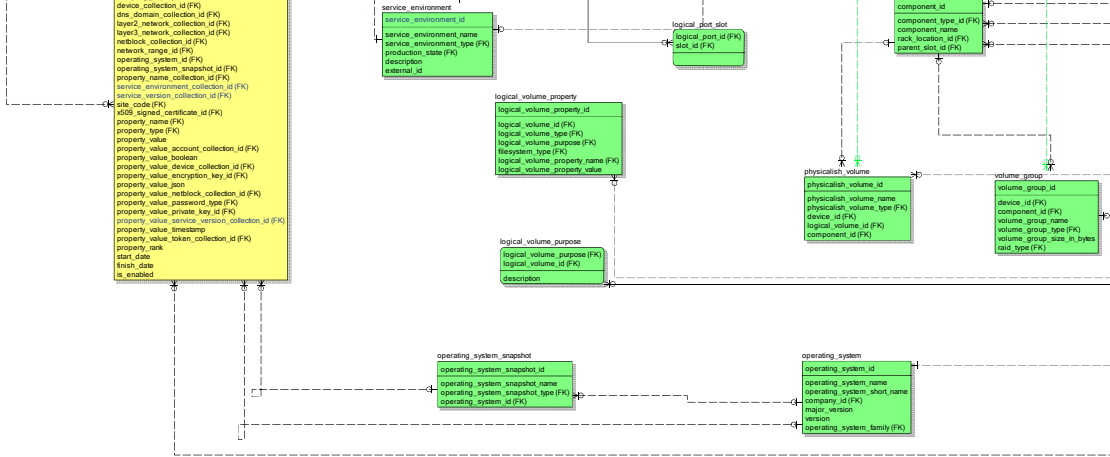 device_collection_id (FK)
dns_domain_collection_id (FK)
layer2_network_collection_id (FK)
layer3_network_collection_id (FK)
netblock_collection_id (FK)
network_range_id (FK)
operating_system_id (FK)
operating_system_snapshot_id (FK)
property_name_collection_id (FK)
service_environment_collection_id (FK)
service_version_collection_id (FK)
site_code (FK)
x509_signed_certificate_id (FK)
property_name (FK)
property_type (FK)
property_value
property_value_account_collection_id (FK)
property_value_boolean
property_value_device_collection_id (FK)
property_value_encryption_key_id (FK)
property_value_json
property_value_netblock_collection_id (FK)
property_value_password_type (FK)
property_value_private_key_id (FK)
property_value_service_version_collection_id (FK)
property_value_timestamp
property_value_token_collection_id (FK)
property_rank
start_date
finish_date
is_enabled
service_environment
service_environment_id
service_environment_name
service_environment_type (FK)
production_state (FK)
description
external_id
logical_port_slot
logical_port_id (FK)
slot_id (FK)
component_id
component_type_id (FK)
component_name
rack_location_id (FK)
parent_slot_id (FK)
logical_volume_property
logical_volume_property_id
logical_volume_id (FK)
logical_volume_type (FK)
logical_volume_purpose (FK)
filesystem_type (FK)
logical_volume_property_name (FK)
logical_volume_property_value
physicalish_volume
physicalish_volume_id
physicalish_volume_name
physicalish_volume_type (FK)
device_id (FK)
logical_volume_id (FK)
component_id (FK)
volume_group
volume_group_id
device_id (FK)
component_id (FK)
volume_group_name
volume_group_type (FK)
volume_group_size_in_bytes
raid_type (FK)
logical_volume_purpose
logical_volume_purpose (FK)
logical_volume_id (FK)
description
operating_system_snapshot
operating_system_snapshot_id
operating_system_snapshot_name
operating_system_snapshot_type (FK)
operating_system_id (FK)
operating_system
operating_system_id
operating_system_name
operating_system_short_name
company_id (FK)
major_version
version
operating_system_family (FK)